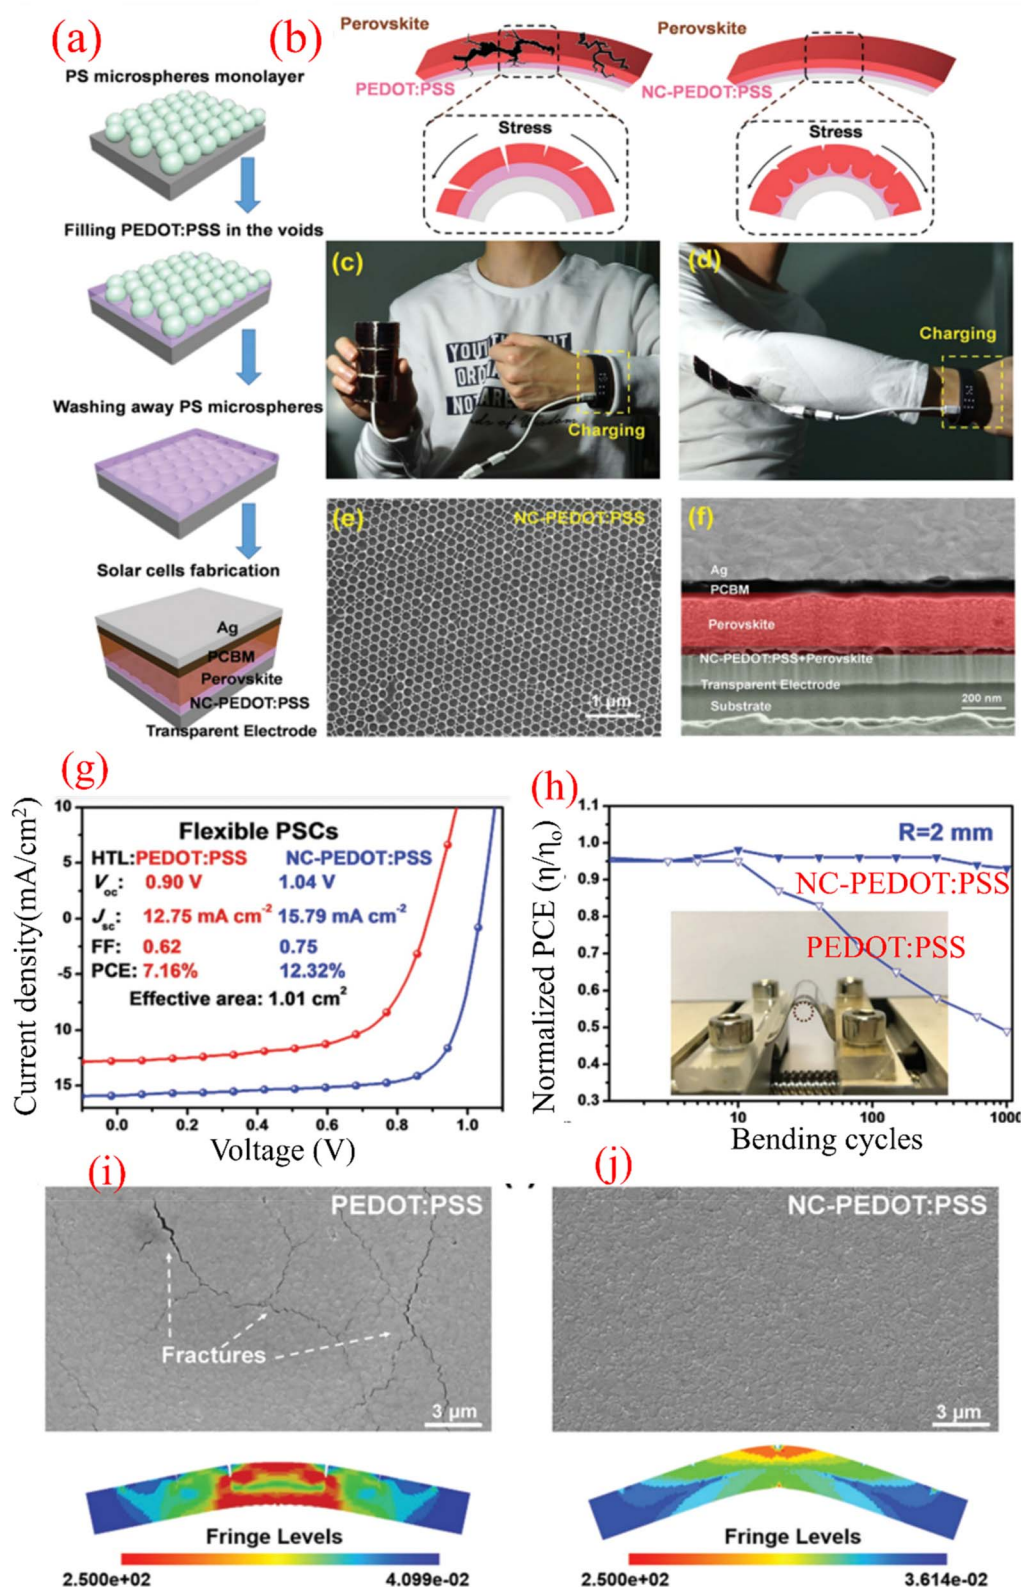 (a)
PS microspheres monolayer
Filling PEDOT:PSS in the voids
Washing away PS microspheres
Solar cells fabrication
Ag
PCBM
Perovskite
NC-PEDOT:PSS
Transparent Electrode
(b)
Perovskite
PEDOT:PSS
Stress
Perovskite
NC-PEDOT:PSS
Stress
(c)
YOU
ORD
NOT
Charging
(d)
Charging
(e)
NC-PEDOT:PSS
1 μm
(f)
Ag
PCBM
Perovskite
NC-PEDOT:PSS+Perovskite
Transparent Electrode
Substrate
200 nm
(g)
Current density(mA/cm²)
10
5
0
-5
10
15
Flexible PSCs
HTL:PEDOT:PSS NC-PEDOT:PSS
Voc: 0.90 V 1.04 V
Jsc: 12.75 mA cm⁻² 15.79 mA cm⁻²
FF: 0.62 0.75
PCE: 7.16% 12.32%
Effective area: 1.01 cm²
0.0 0.2 0.4 0.6 0.8 1.0
Voltage (V)
(h)
Normalized PCE (η/ηo)
1.1
1.0
0.9
0.8
0.7
0.6
0.5
0.4
0.3
R=2 mm
NC-PEDOT:PSS
PEDOT:PSS
10 100 1000
Bending cycles
(i)
PEDOT:PSS
Fractures
3 μm
Fringe Levels
2.500e+02 4.099e-02
(j)
NC-PEDOT:PSS
3 μm
Fringe Levels
2.500e+02 3.614e-02